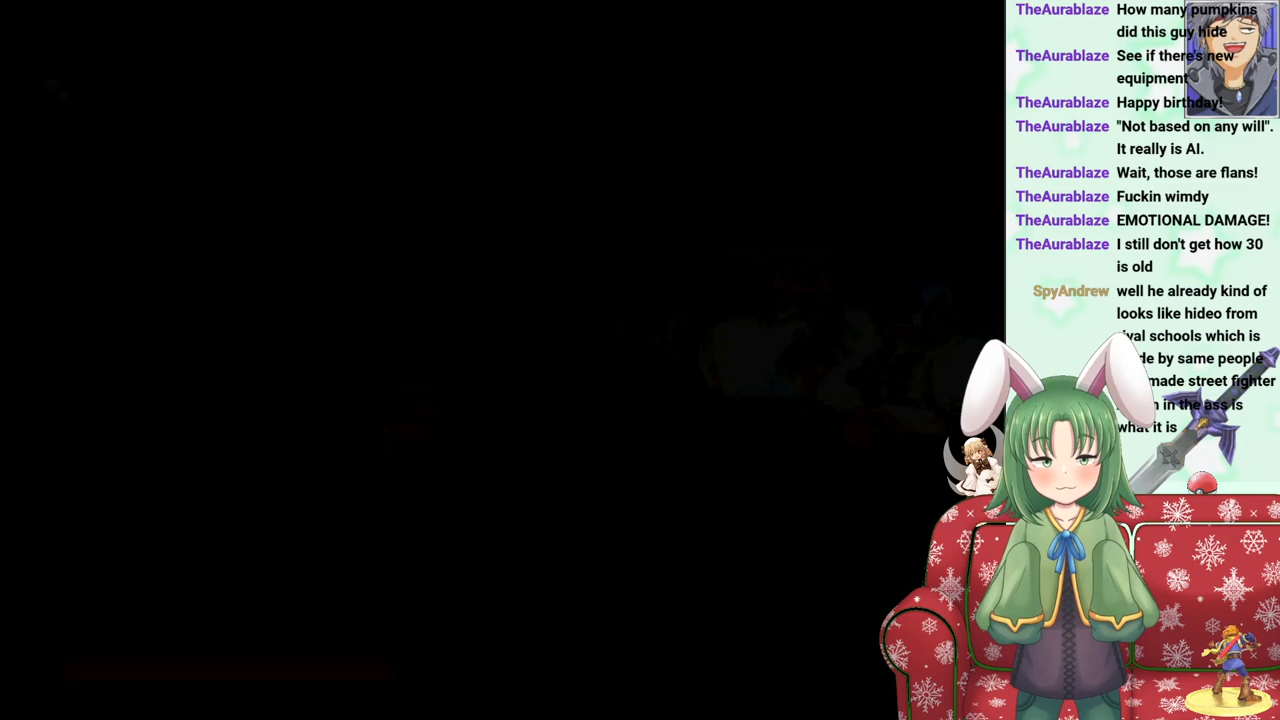 TheAurablaze How many pumpkins
did this guy hide
TheAurablaze See if there's new
equipment
TheAurablaze Happy birthday!
TheAurablaze "Not based on any will".
It really is AI.
TheAurablaze Wait, those are flans!
TheAurablaze Fuckin wimdy
TheAurablaze EMOTIONAL DAMAGE!
TheAurablaze I still don't get how 30
is old
SpyAndrew well he already kind of
looks like hideo from
schools which is
by same people
made street fighter
in the ass is
what it is